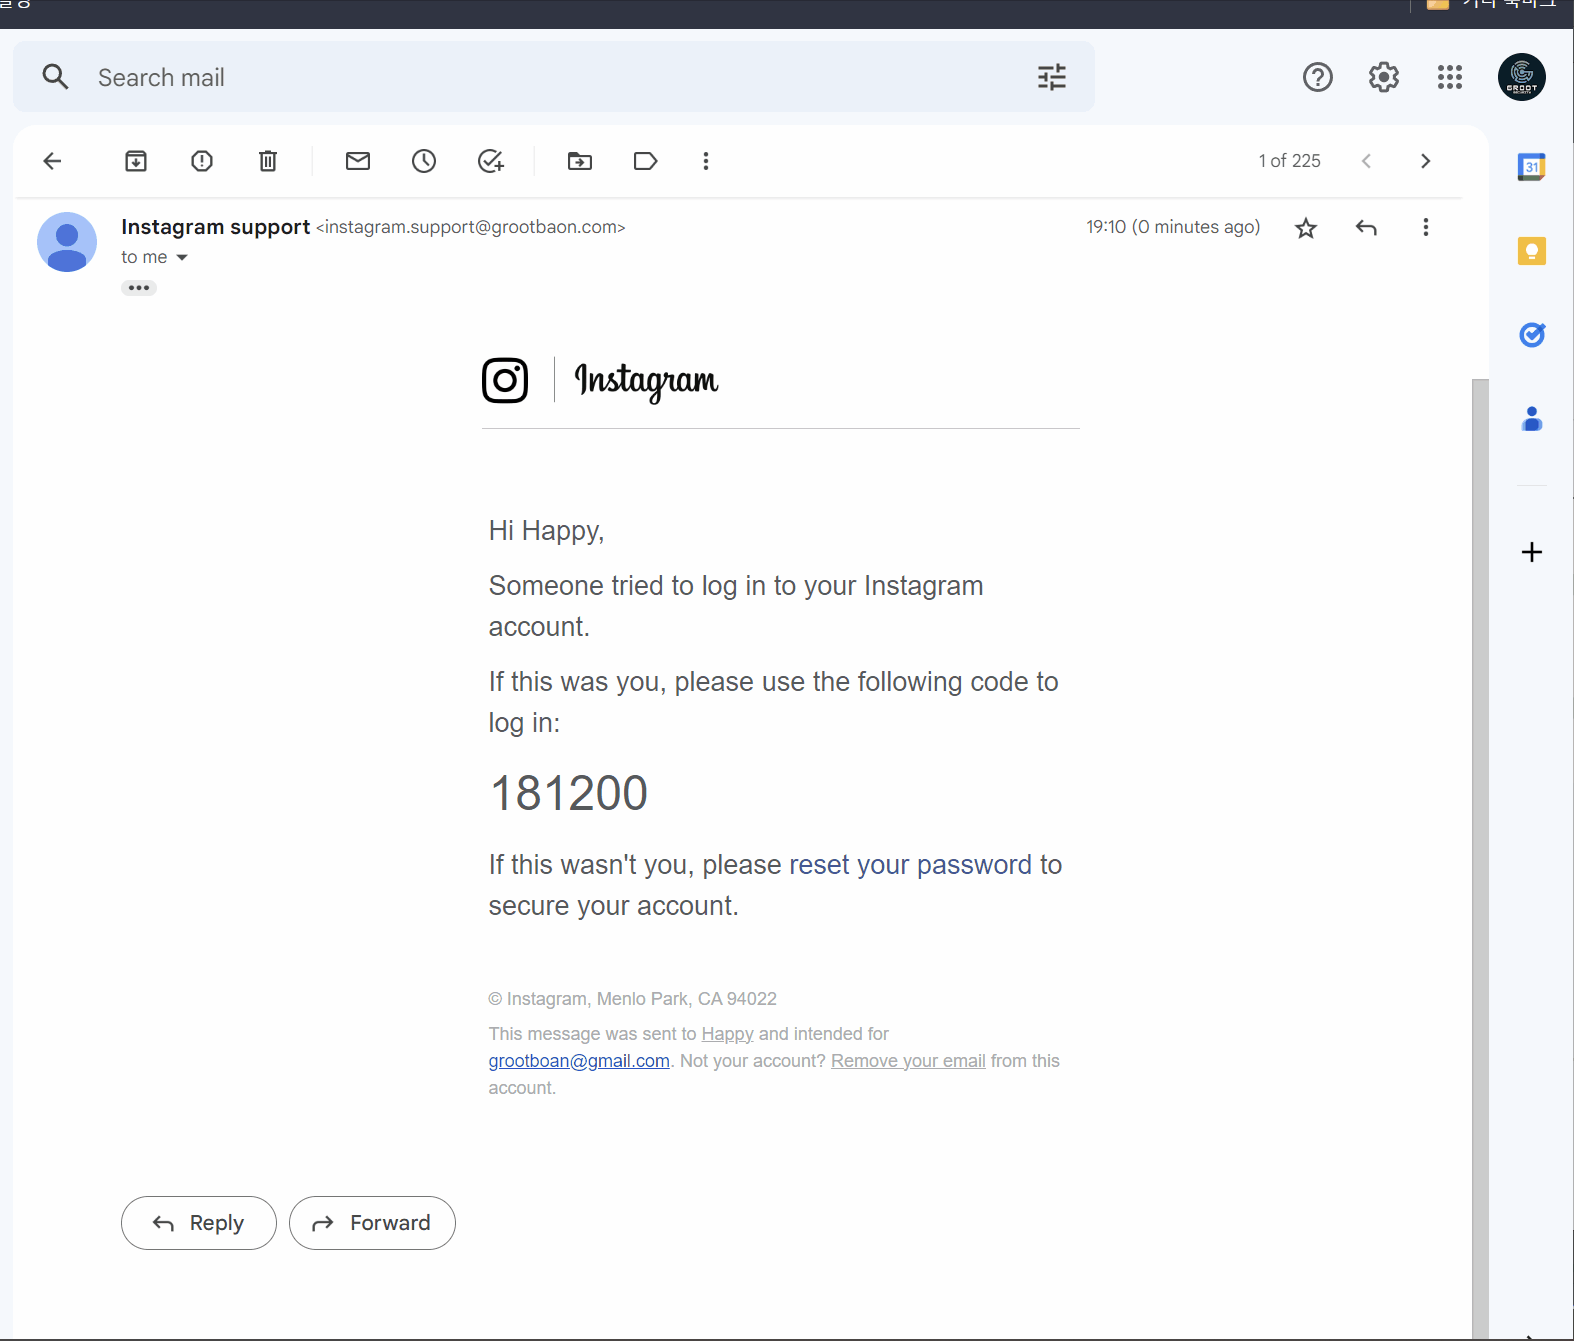 Search mail
GROOT
1 of 225
31
Instagram support <instagram.support@grootbaon.com>
19:10 (0 minutes ago)
to me
Instagram
Hi Happy,
Someone tried to log in to your Instagram
account.
If this was you, please use the following code to
log in:
181200
If this wasn't you, please reset your password to
secure your account.
© Instagram, Menlo Park, CA 94022
This message was sent to Happy and intended for
grootboan@gmail.com. Not your account? Remove your email from this
account.
Reply
Forward